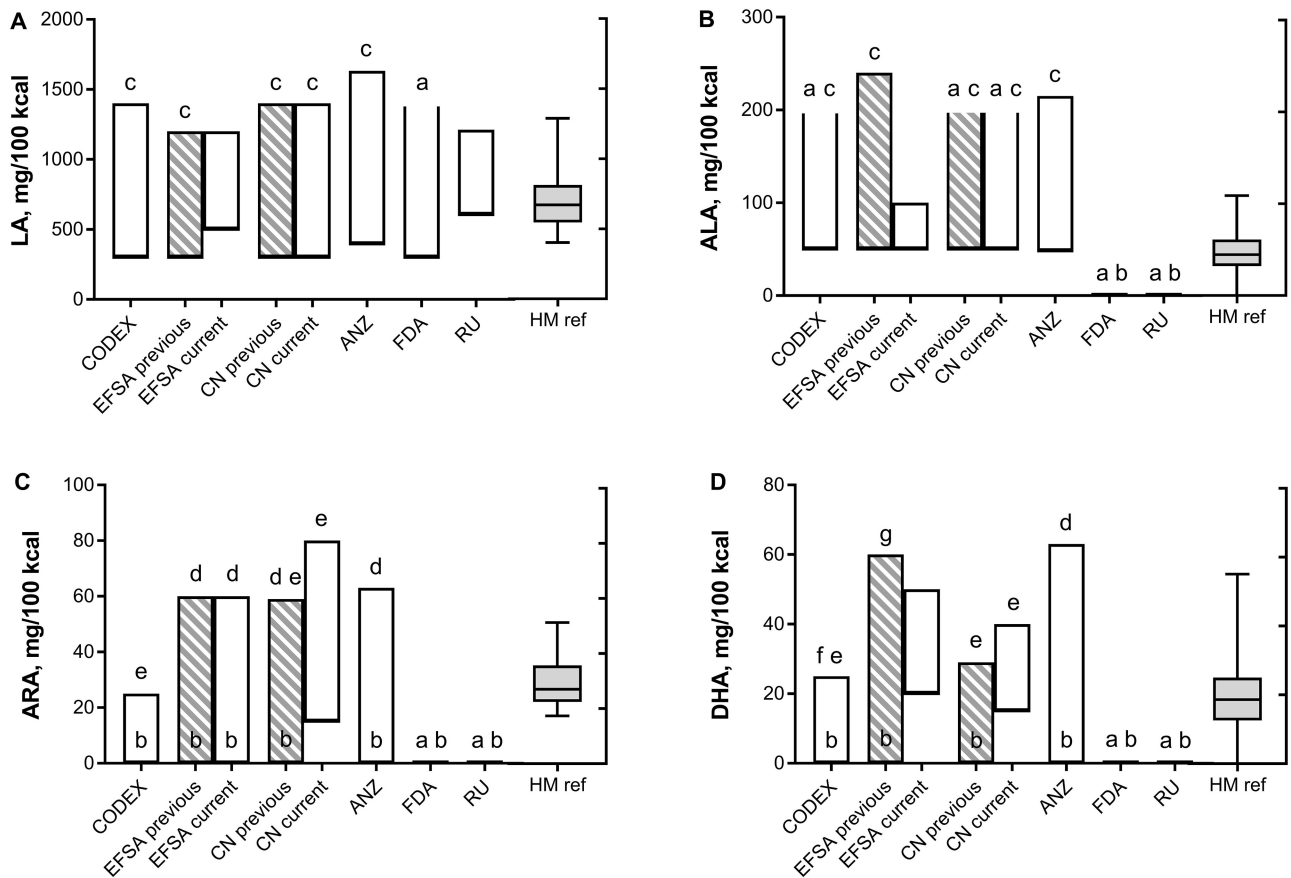 A
LA, mg/100 kcal
2000
1500
1000
500
0
c
c
c c
c
a
CODEX
EFSA previous
EFSA current
CN previous
CN current
ANZ
FDA
RU
HM ref
B
ALA, mg/100 kcal
300
200
100
0
a c
c
a c a c
c
a b
a b
CODEX
EFSA previous
EFSA current
CN previous
CN current
ANZ
FDA
RU
HM ref
C
ARA, mg/100 kcal
100
80
60
40
20
0
e
d
d
d e
e
d
b
b
b
b
b
a b
a b
CODEX
EFSA previous
EFSA current
CN previous
CN current
ANZ
FDA
RU
HM ref
D
DHA, mg/100 kcal
80
60
40
20
0
f e
g
e
e
d
b
b
b
b
a b
a b
CODEX
EFSA previous
EFSA current
CN previous
CN current
ANZ
FDA
RU
HM ref